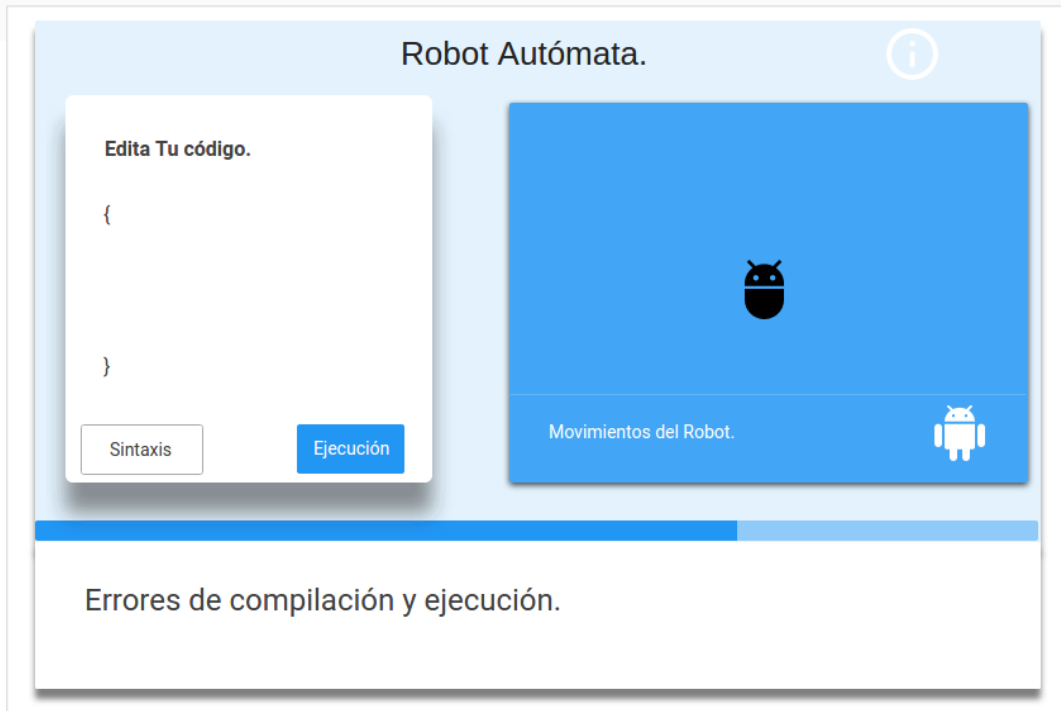 Robot Autómata.
Edita Tu código.
{
}
Sintaxis
Ejecución
Movimientos del Robot.
Errores de compilación y ejecución.